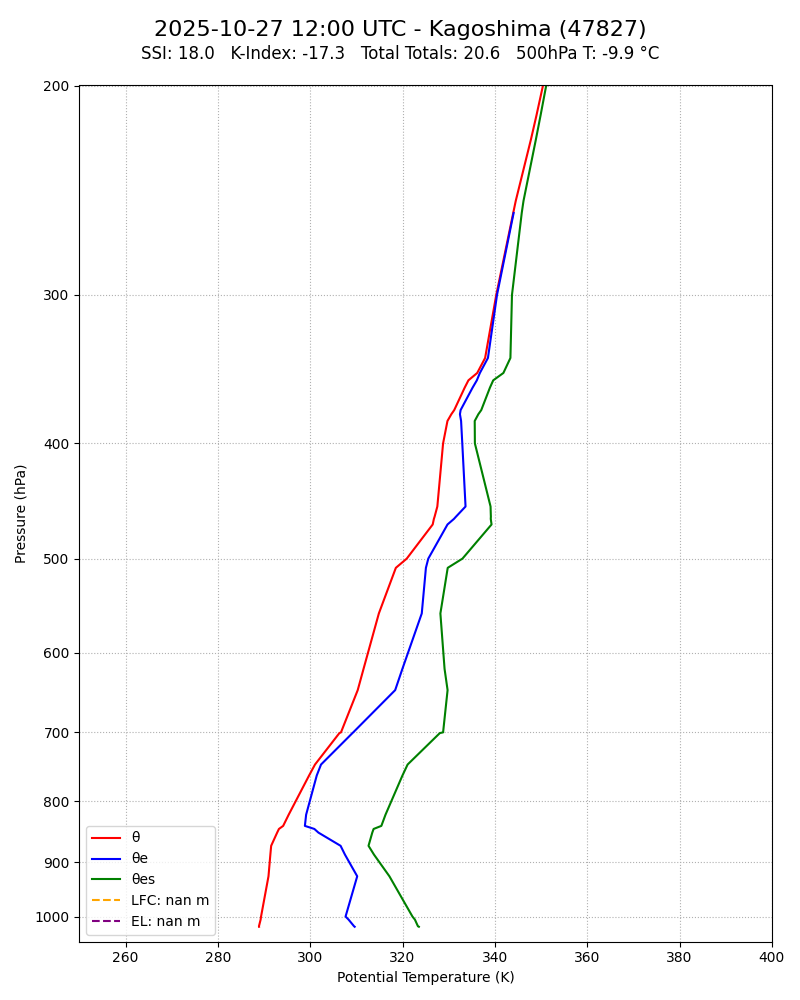 2025-10-27 12:00 UTC - Kagoshima (47827)
SSI: 18.0 K-Index: -17.3 Total Totals: 20.6 500hPa T: -9.9 °C
200
300
400
500
600
700
800
900
1000
Pressure (hPa)
θ
θe
θes
LFC: nan m
EL: nan m
260 280 300 320 340 360 380 400
Potential Temperature (K)